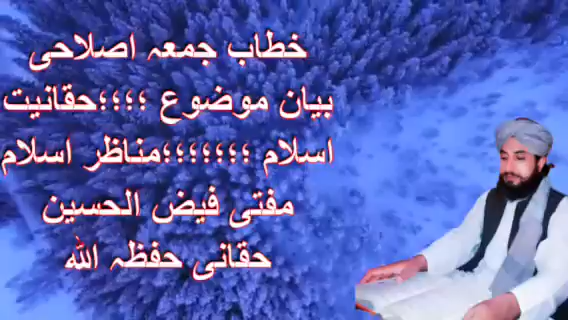 خطاب جمعہ اصلاحی
بیان موضوع ؛؛؛؛حقانیت
اسلام ؛؛؛؛؛؛؛مناظر اسلام
مفتی فیض الحسین
حقانی حفظہ اللہ